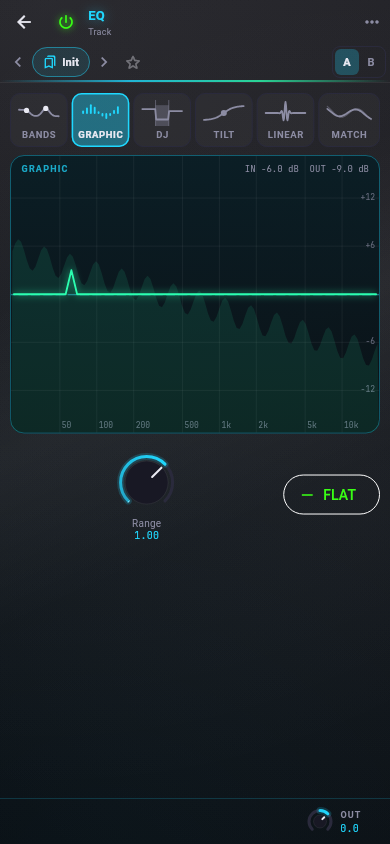 EQ
Track
Init
A B
BANDS GRAPHIC DJ TILT LINEAR MATCH
GRAPHIC IN -6.0 dB OUT -9.0 dB
+12
+6
-6
-12
50 100 200 500 1k 2k 5k 10k
FLAT
Range
1.00
OUT
0.0